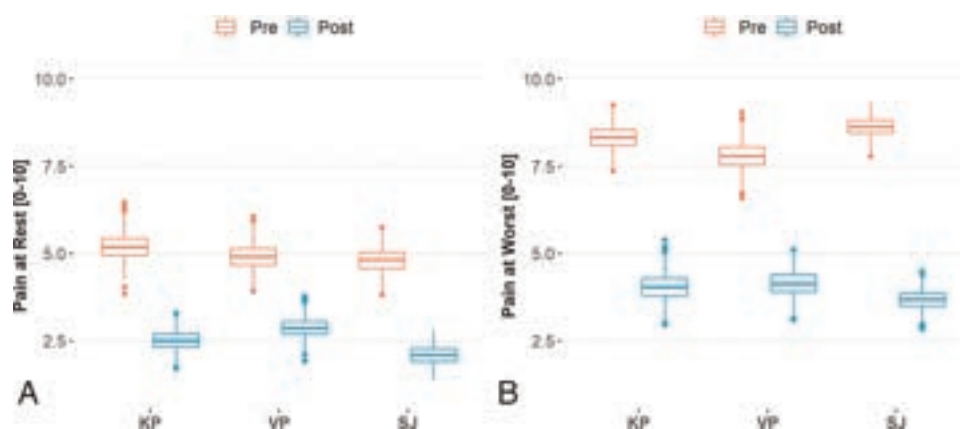 Pre Post
10.0
7.5
5.0
2.5
Pain at Rest [0-10]
A
KP VP SJ
Pre Post
10.0
7.5
5.0
2.5
Pain at Worst [0-10]
B
KP VP SJ